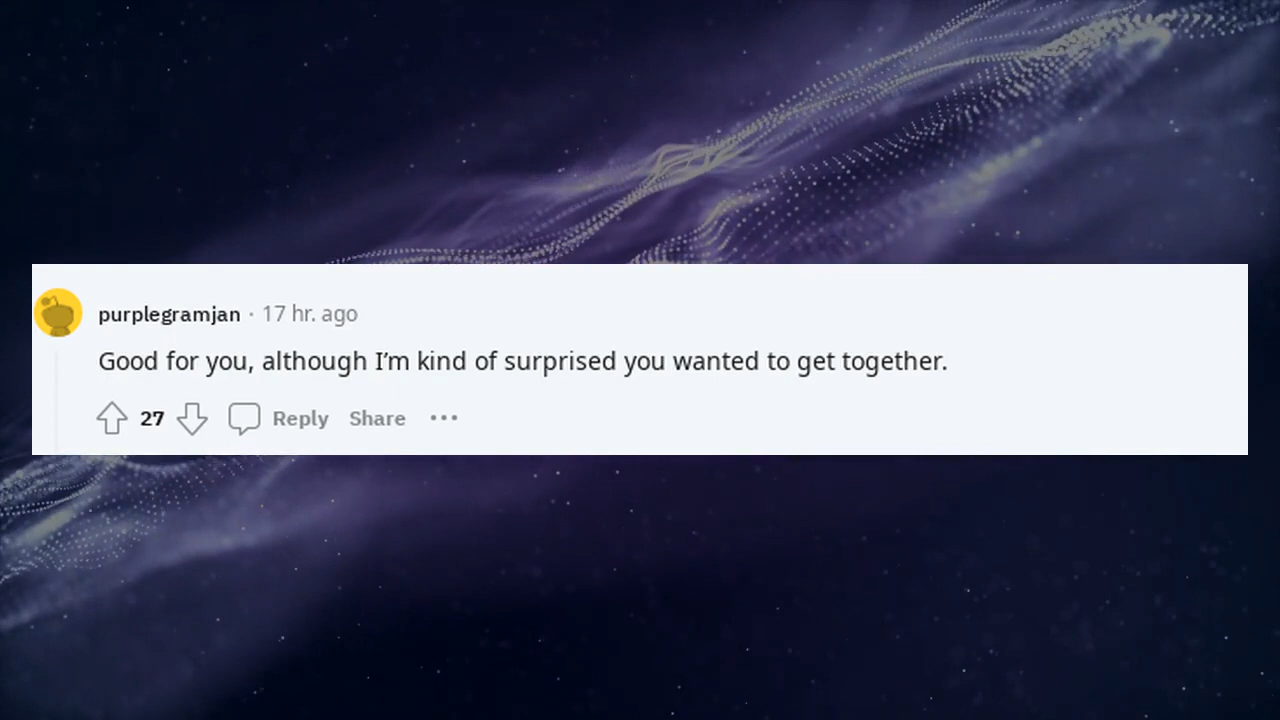 purplegramjan · 17 hr. ago
Good for you, although I’m kind of surprised you wanted to get together.
27 Reply Share ···